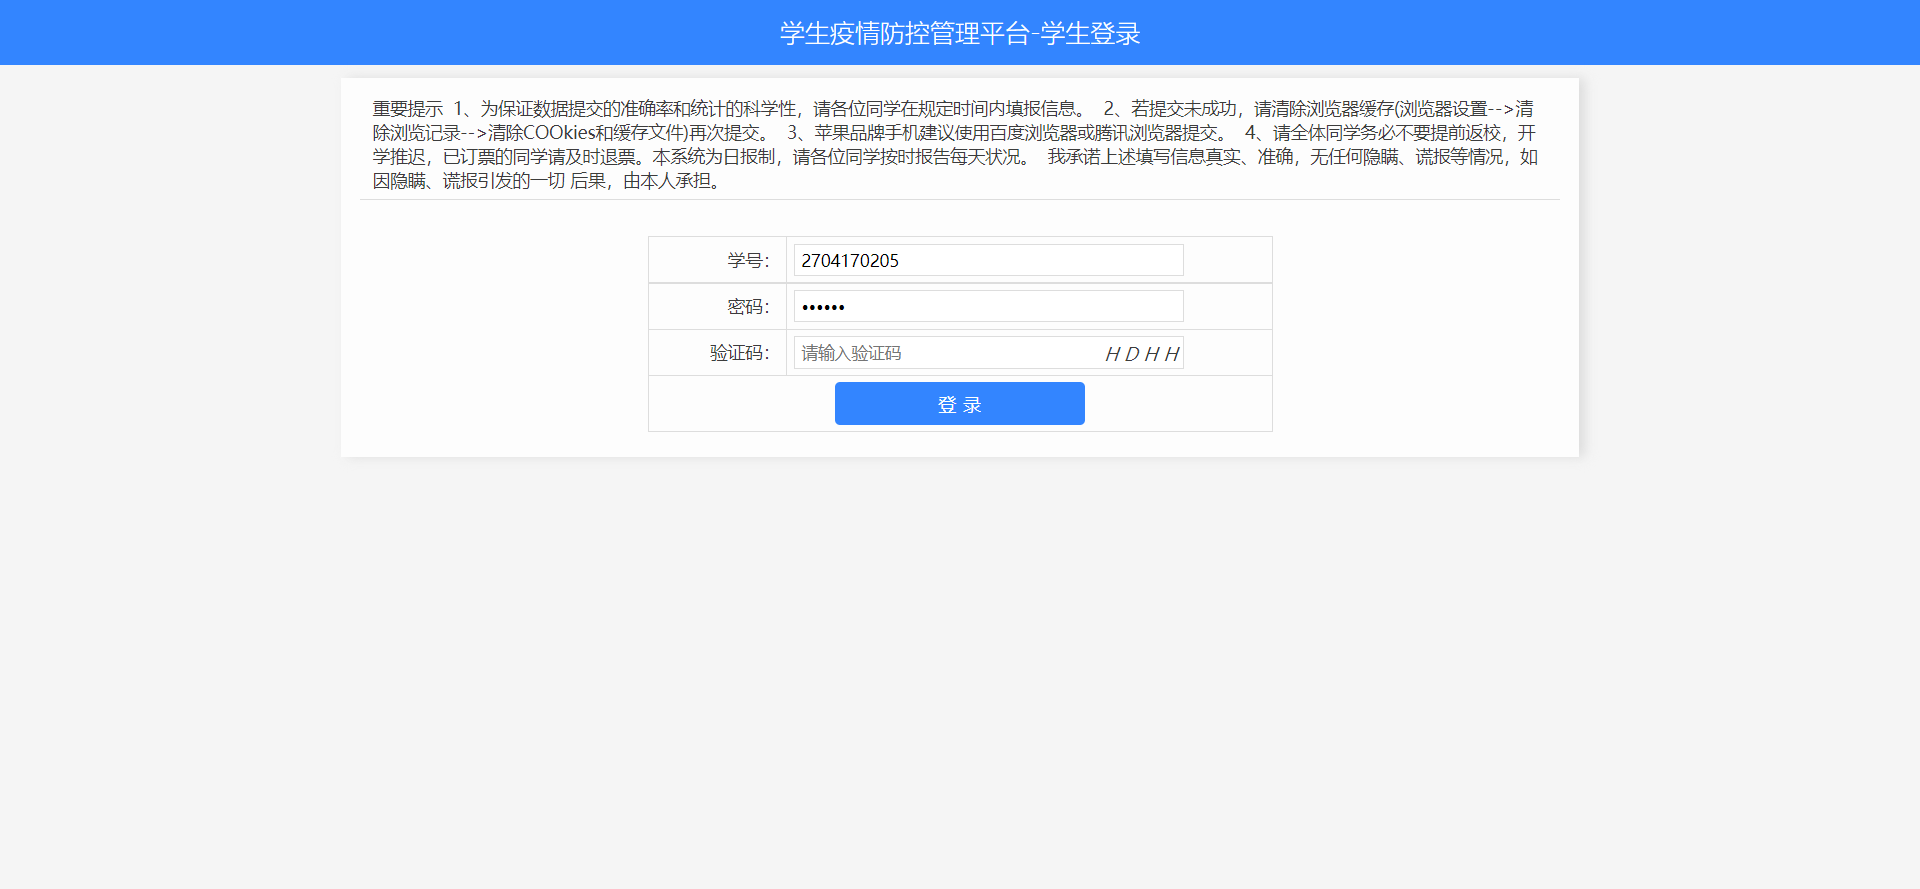 学生疫情防控管理平台-学生登录
重要提示 1、为保证数据提交的准确率和统计的科学性，请各位同学在规定时间内填报信息。 2、若提交未成功，请清除浏览器缓存(浏览器设置-->清
除浏览记录-->清除COOkies和缓存文件)再次提交。 3、苹果品牌手机建议使用百度浏览器或腾讯浏览器提交。 4、请全体同学务必不要提前返校，开
学推迟，已订票的同学请及时退票。本系统为日报制，请各位同学按时报告每天状况。 我承诺上述填写信息真实、准确，无任何隐瞒、谎报等情况，如
因隐瞒、谎报引发的一切 后果，由本人承担。
学号： 2704170205
密码： ••••••
验证码： 请输入验证码 H D H H
登 录